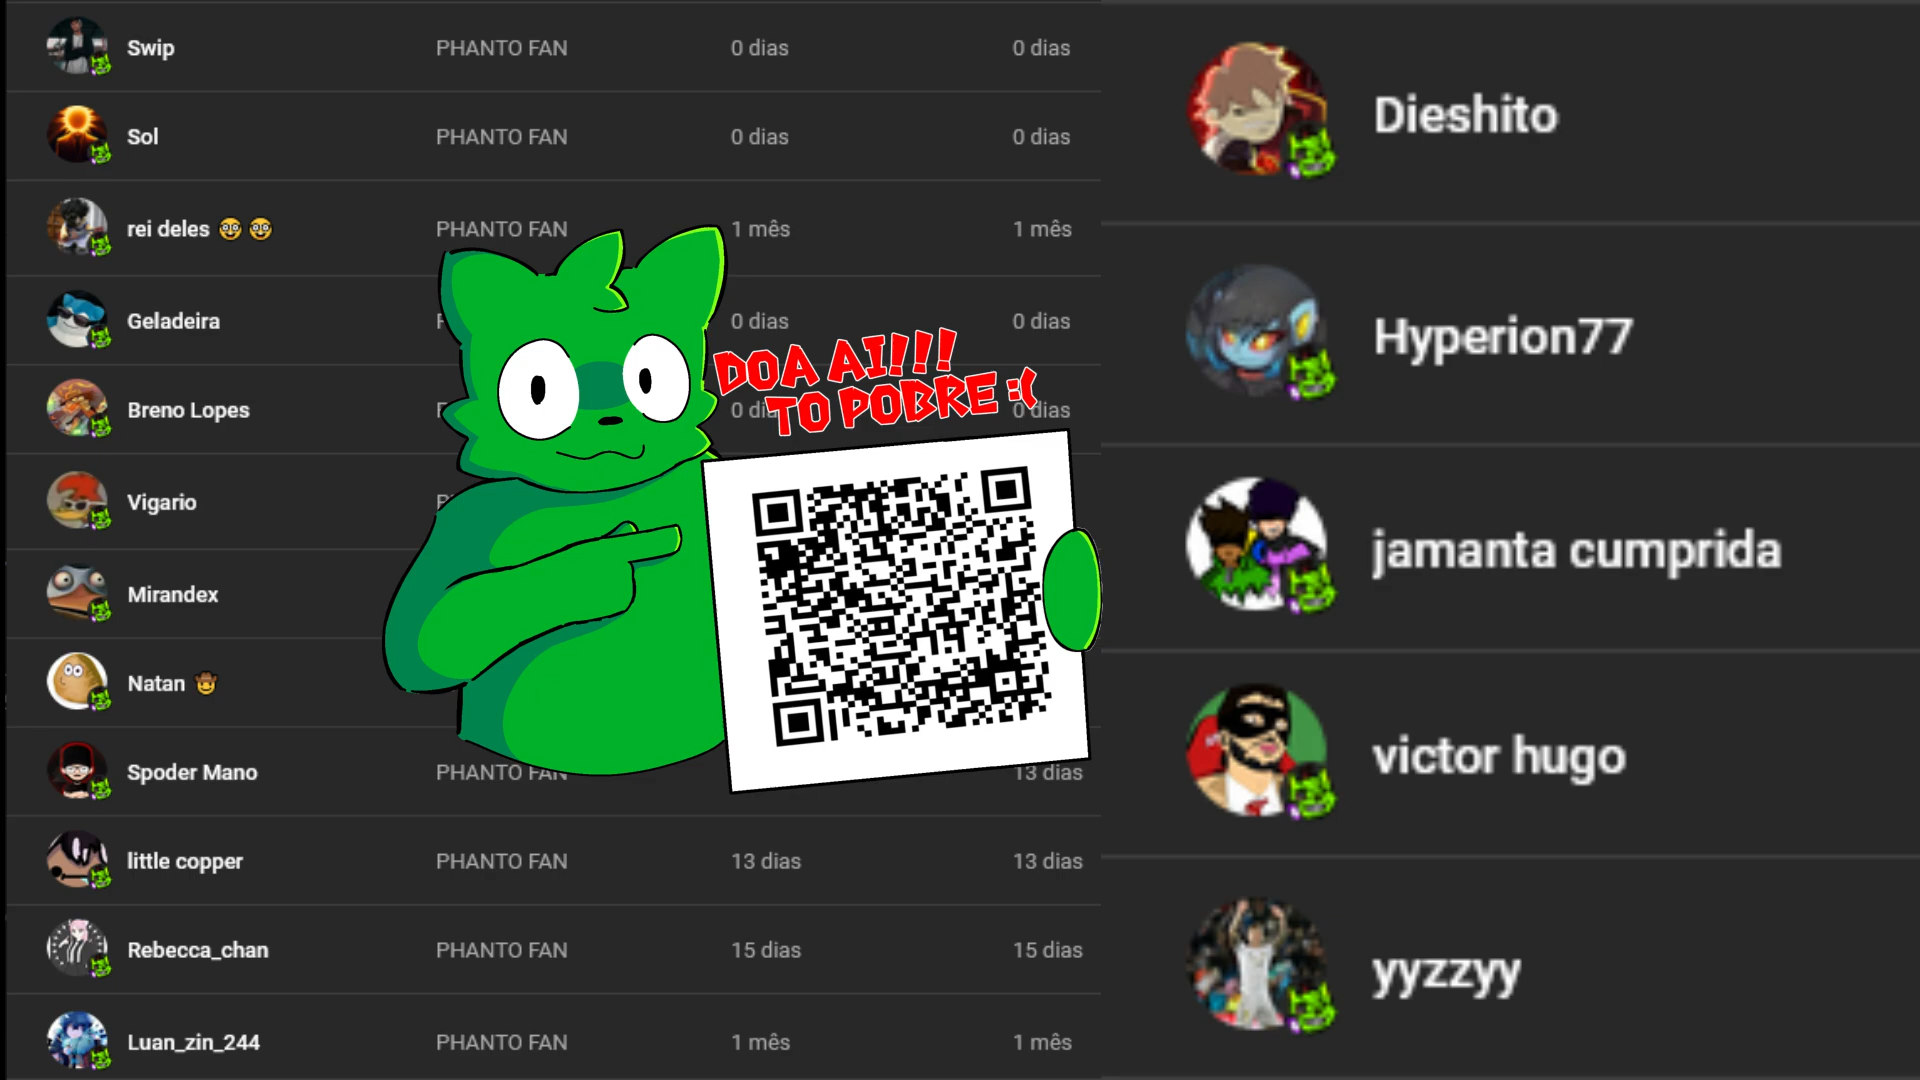 Swip PHANTO FAN 0 dias 0 dias
Sol PHANTO FAN 0 dias 0 dias
rei deles 🥸 🥸 PHANTO FAN 1 mês 1 mês
Geladeira 0 dias 0 dias
Breno Lopes 0 dias
Vigario
Mirandex
Natan 🤠
Spoder Mano PHANTO FAN 13 dias
little copper PHANTO FAN 13 dias 13 dias
Rebecca_chan PHANTO FAN 15 dias 15 dias
Luan_zin_244 PHANTO FAN 1 mês 1 mês
DOA AI!!!
TO POBRE :(
Dieshito
Hyperion77
jamanta cumprida
victor hugo
yyzzyy